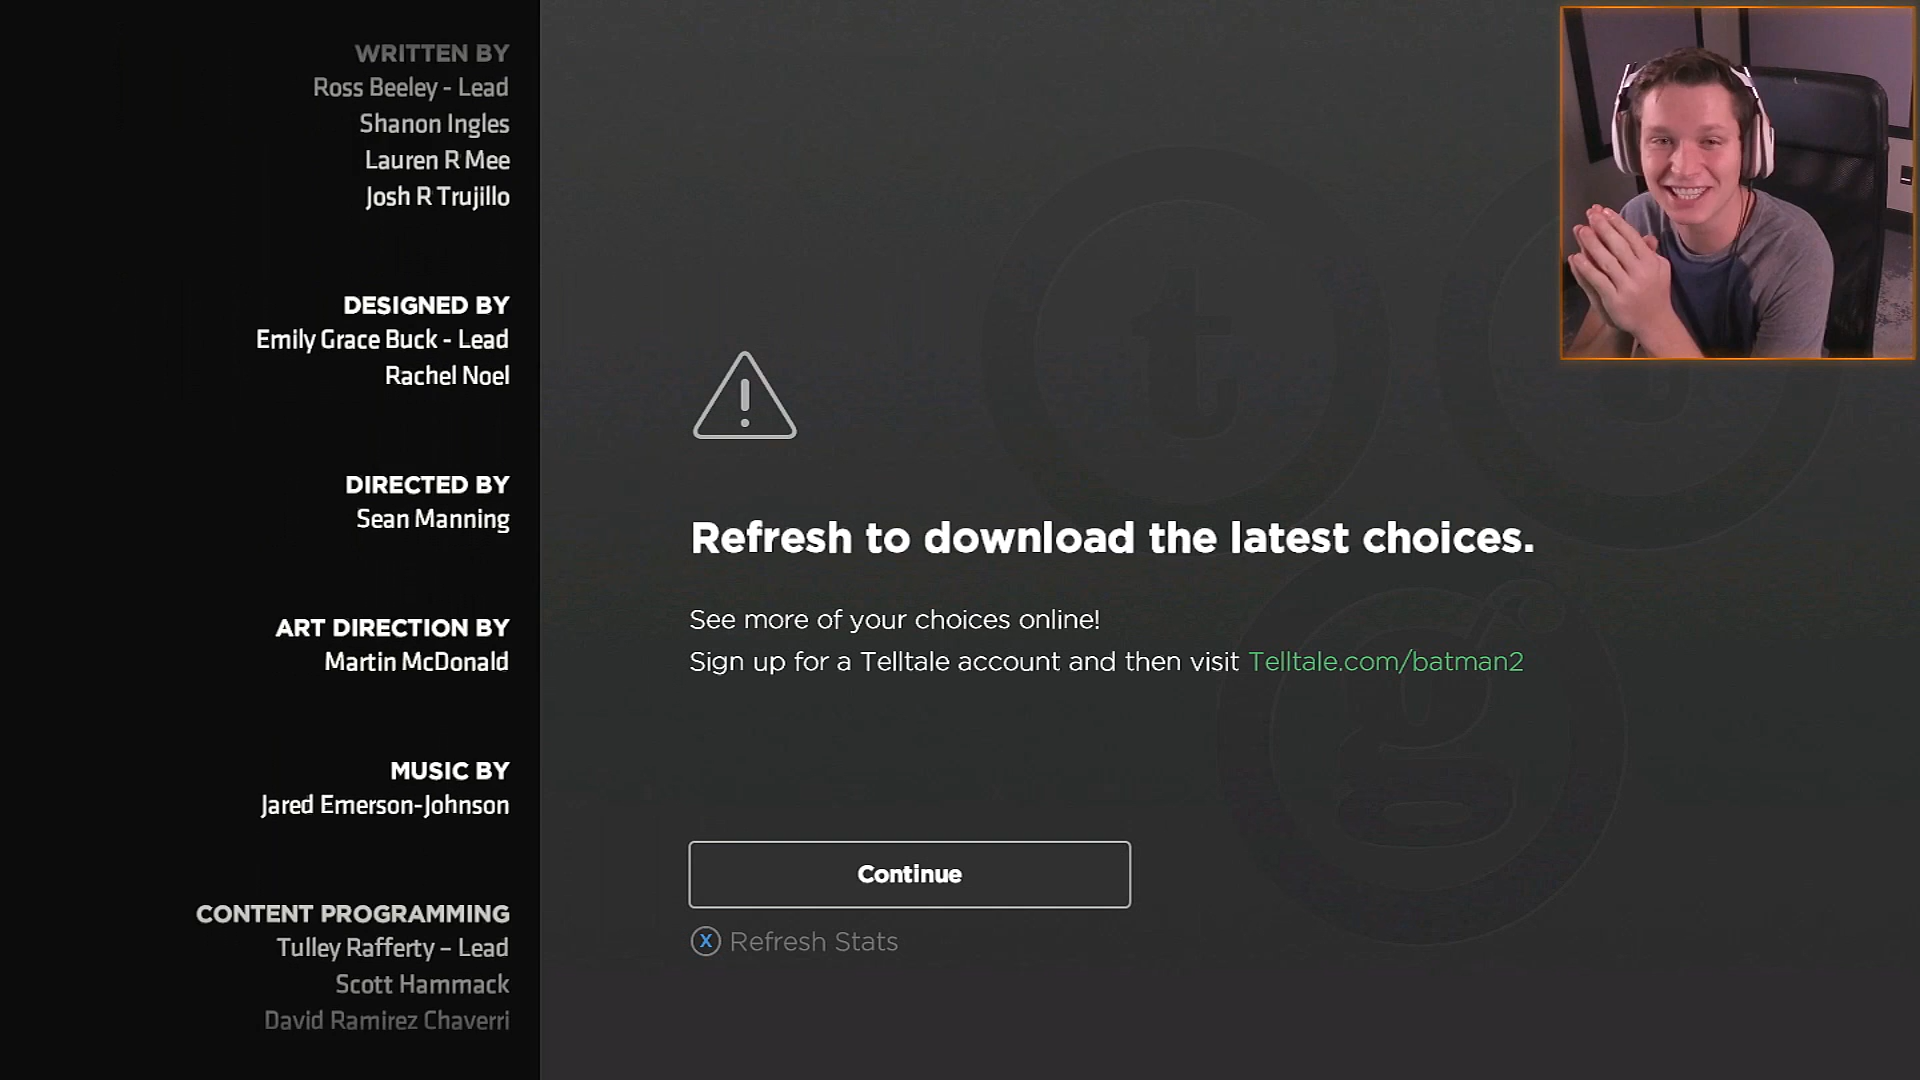 WRITTEN BY
Ross Beeley - Lead
Shanon Ingles
Lauren R Mee
Josh R Trujillo
DESIGNED BY
Emily Grace Buck - Lead
Rachel Noel
DIRECTED BY
Sean Manning
ART DIRECTION BY
Martin McDonald
MUSIC BY
Jared Emerson-Johnson
CONTENT PROGRAMMING
Tulley Rafferty – Lead
Scott Hammack
David Ramirez Chaverri
Refresh to download the latest choices.
See more of your choices online!
Sign up for a Telltale account and then visit Telltale.com/batman2
Continue
X Refresh Stats
t
t
g